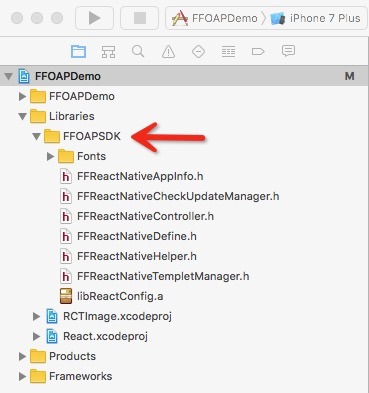 FFOAPDemo
iPhone 7 Plus
FFOAPDemo
M
FFOAPDemo
Libraries
FFOAPSDK
Fonts
FFReactNativeAppInfo.h
FFReactNativeCheckUpdateManager.h
FFReactNativeController.h
FFReactNativeDefine.h
FFReactNativeHelper.h
FFReactNativeTempletManager.h
libReactConfig.a
RCTImage.xcodeproj
React.xcodeproj
Products
Frameworks